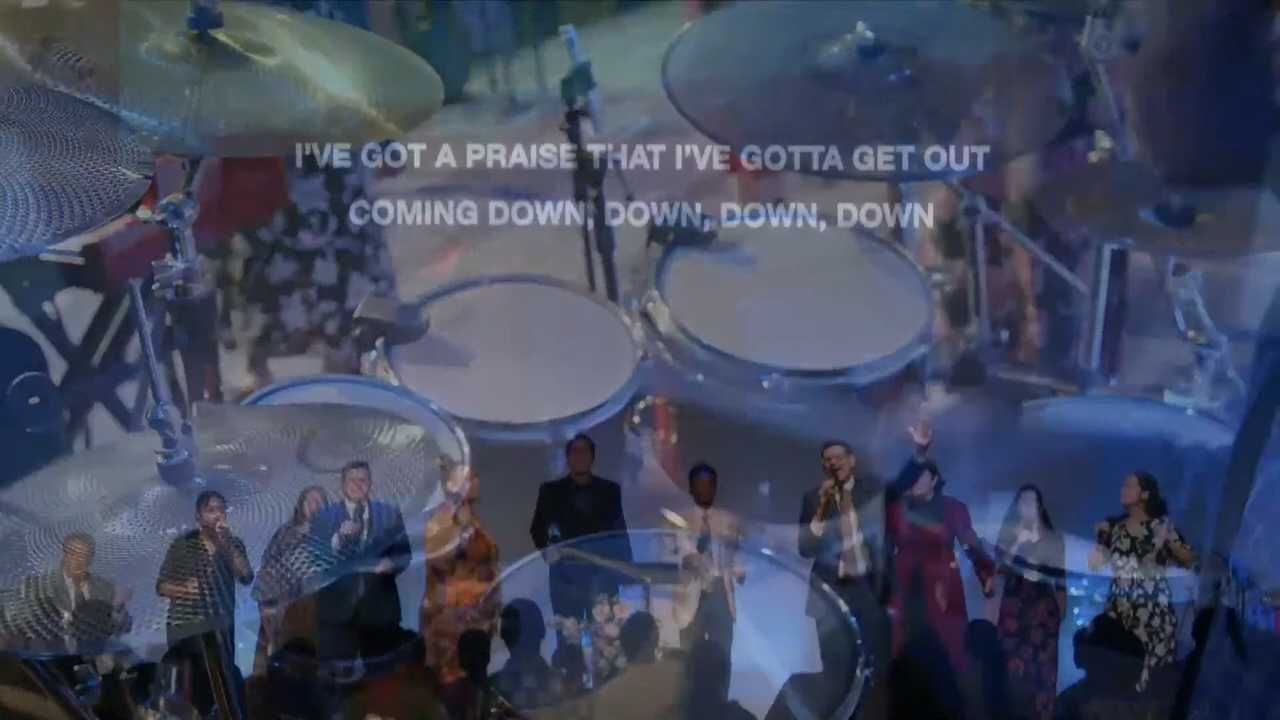 I'VE GOT A PRAISE THAT I'VE GOTTA GET OUT
COMING DOWN, DOWN, DOWN, DOWN